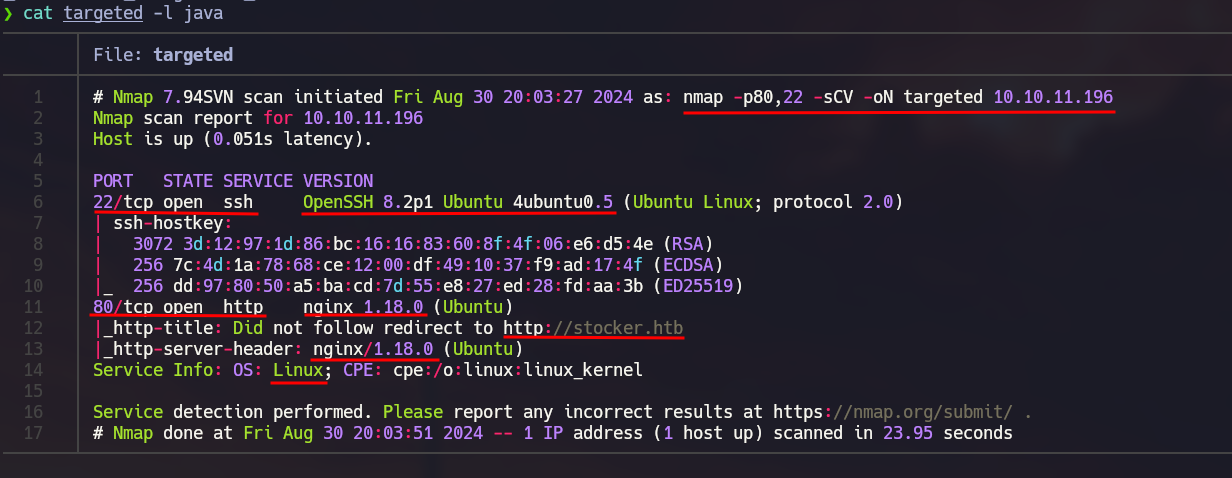 ❯ cat targeted -l java
File: targeted
1 # Nmap 7.94SVN scan initiated Fri Aug 30 20:03:27 2024 as: nmap -p80,22 -sCV -oN targeted 10.10.11.196
2 Nmap scan report for 10.10.11.196
3 Host is up (0.051s latency).
4
5 PORT   STATE SERVICE VERSION
6 22/tcp open  ssh     OpenSSH 8.2p1 Ubuntu 4ubuntu0.5 (Ubuntu Linux; protocol 2.0)
7 | ssh-hostkey:
8 |   3072 3d:12:97:1d:86:bc:16:16:83:60:8f:4f:06:e6:d5:4e (RSA)
9 |   256 7c:4d:1a:78:68:ce:12:00:df:49:10:37:f9:ad:17:4f (ECDSA)
10 |_  256 dd:97:80:50:a5:ba:cd:7d:55:e8:27:ed:28:fd:aa:3b (ED25519)
11 80/tcp open  http    nginx 1.18.0 (Ubuntu)
12 |_http-title: Did not follow redirect to http://stocker.htb
13 |_http-server-header: nginx/1.18.0 (Ubuntu)
14 Service Info: OS: Linux; CPE: cpe:/o:linux:linux_kernel
15
16 Service detection performed. Please report any incorrect results at https://nmap.org/submit/ .
17 # Nmap done at Fri Aug 30 20:03:51 2024 -- 1 IP address (1 host up) scanned in 23.95 seconds